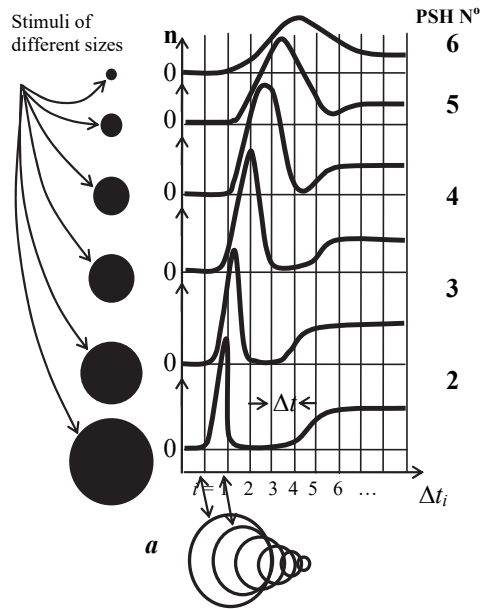 Stimuli of
different sizes
n
PSH Nº
6
0
5
0
4
0
3
0
2
0
Δt
0
i= 1 2 3 4 5 6 ...
Δtᵢ
a